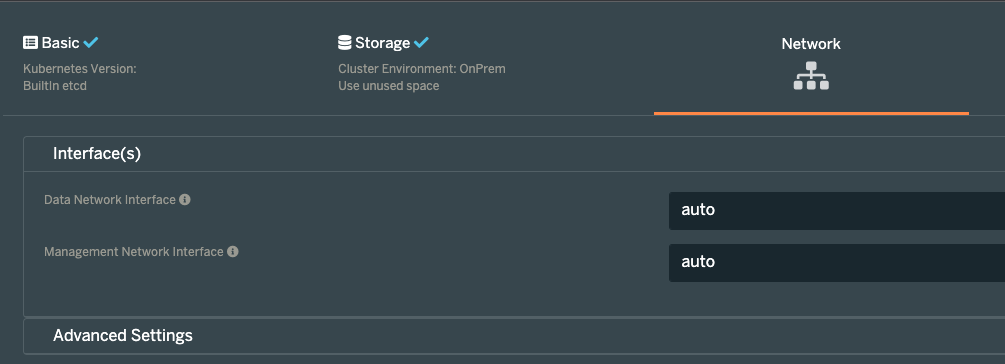 Basic
Kubernetes Version:
BuiltIn etcd
Storage
Cluster Environment: OnPrem
Use unused space
Network
Interface(s)
Data Network Interface
auto
Management Network Interface
auto
Advanced Settings